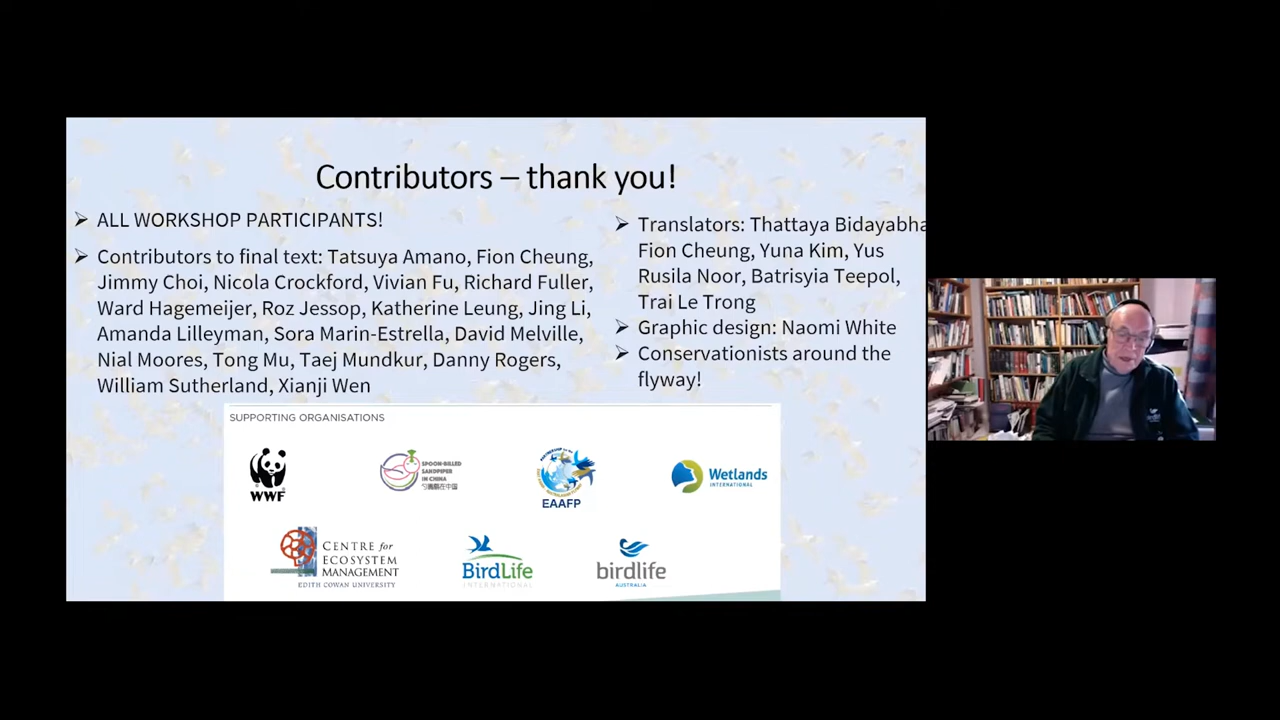 Contributors – thank you!
➢ ALL WORKSHOP PARTICIPANTS!
➢ Contributors to final text: Tatsuya Amano, Fion Cheung,
Jimmy Choi, Nicola Crockford, Vivian Fu, Richard Fuller,
Ward Hagemeijer, Roz Jessop, Katherine Leung, Jing Li,
Amanda Lilleyman, Sora Marin-Estrella, David Melville,
Nial Moores, Tong Mu, Taej Mundkur, Danny Rogers,
William Sutherland, Xianji Wen
➢ Translators: Thattaya Bidayabha
Fion Cheung, Yuna Kim, Yus
Rusila Noor, Batrisyia Teepol,
Trai Le Trong
➢ Graphic design: Naomi White
➢ Conservationists around the
flyway!
SUPPORTING ORGANISATIONS
WWF
SPOON-BILLED
SANDPIPER
IN CHINA
EAAFP
Wetlands
INTERNATIONAL
CENTRE for
ECOSYSTEM
MANAGEMENT
EDITH COWAN UNIVERSITY
BirdLife
INTERNATIONAL
birdlife
AUSTRALIA